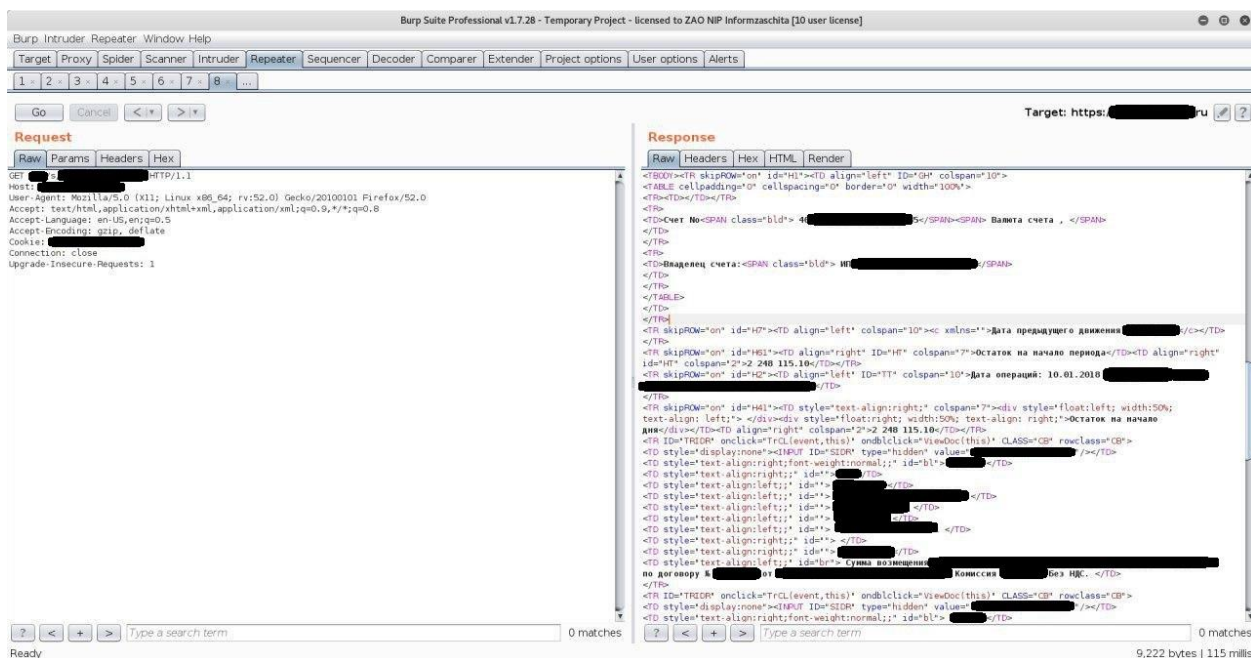 Burp Suite Professional v1.7.28 - Temporary Project - licensed to ZAO NIP Informzaschita [10 user license]
Burp Intruder Repeater Window Help
Target Proxy Spider Scanner Intruder Repeater Sequencer Decoder Comparer Extender Project options User options Alerts
1 × 2 × 3 × 4 × 5 × 6 × 7 × 8 × ...
Go Cancel < > Target: https:/ ru ?
Request
Raw Params Headers Hex
GET HTTP/1.1
Host:
User-Agent: Mozilla/5.0 (X11; Linux x86_64; rv:52.0) Gecko/20100101 Firefox/52.0
Accept: text/html,application/xhtml+xml,application/xml;q=0.9,*/*;q=0.8
Accept-Language: en-US,en;q=0.5
Accept-Encoding: gzip, deflate
Cookie:
Connection: close
Upgrade-Insecure-Requests: 1
? < + > Type a search term 0 matches
Response
Raw Headers Hex HTML Render
<TBODY><TR skipROW="on" id="H1"><TD align="left" ID="GH" colspan="10">
<TABLE cellpadding="0" cellspacing="0" border="0" width="100%">
<TR><TD></TD></TR>
<TR>
<TD>Счет No<SPAN class="bld"> 40 5</SPAN><SPAN> Валюта счета , </SPAN>
</TD>
</TR>
<TR>
<TD>Владелец счета:<SPAN class="bld"> ИП </SPAN>
</TD>
</TR>
</TABLE>
</TD>
</TR>
<TR skipROW="on" id="H7"><TD align="left" colspan="10"><c xmlns="">Дата предыдущего движения </c></TD>
</TR>
<TR skipROW="on" id="H61"><TD align="right" ID="HT" colspan="7">Остаток на начало периода</TD><TD align="right"
id="HT" colspan="2">2 248 115.10</TD></TR>
<TR skipROW="on" id="H2"><TD align="left" ID="TT" colspan="10">Дата операций: 10.01.2018
</TD>
</TR>
<TR skipROW="on" id="H41"><TD style="text-align:right;" colspan="7"><div style="float:left; width:50%;
text-align: left;"> </div><div style="float:right; width:50%; text-align: right;">Остаток на начало
дня</div></TD><TD align="right" colspan="2">2 248 115.10</TD></TR>
<TR ID="TRIDR" onclick="TrCL(event,this)" ondblclick="ViewDoc(this)" CLASS="CB" rowclass="CB">
<TD style="display:none"><INPUT ID="SIDR" type="hidden" value=" "/></TD>
<TD style="text-align:right;font-weight:normal;;" id="bl"> </TD>
<TD style="text-align:right;;" id=""> /TD>
<TD style="text-align:left;;" id=""> </TD>
<TD style="text-align:left;;" id=""> </TD>
<TD style="text-align:left;;" id=""> </TD>
<TD style="text-align:left;;" id=""> </TD>
<TD style="text-align:left;;" id=""> </TD>
<TD style="text-align:right;;" id=""> </TD>
<TD style="text-align:right;;" id=""> </TD>
<TD style="text-align:left;;" id="br"> Сумма возмещения
по договору № от Комиссия Без НДС. </TD>
</TR>
<TR ID="TRIDR" onclick="TrCL(event,this)" ondblclick="ViewDoc(this)" CLASS="CB" rowclass="CB">
<TD style="display:none"><INPUT ID="SIDR" type="hidden" value=" "/></TD>
<TD style="text-align:right;font-weight:normal;;" id="bl"> </TD>
? < + > Type a search term 0 matches
Ready 9,222 bytes | 115 millis